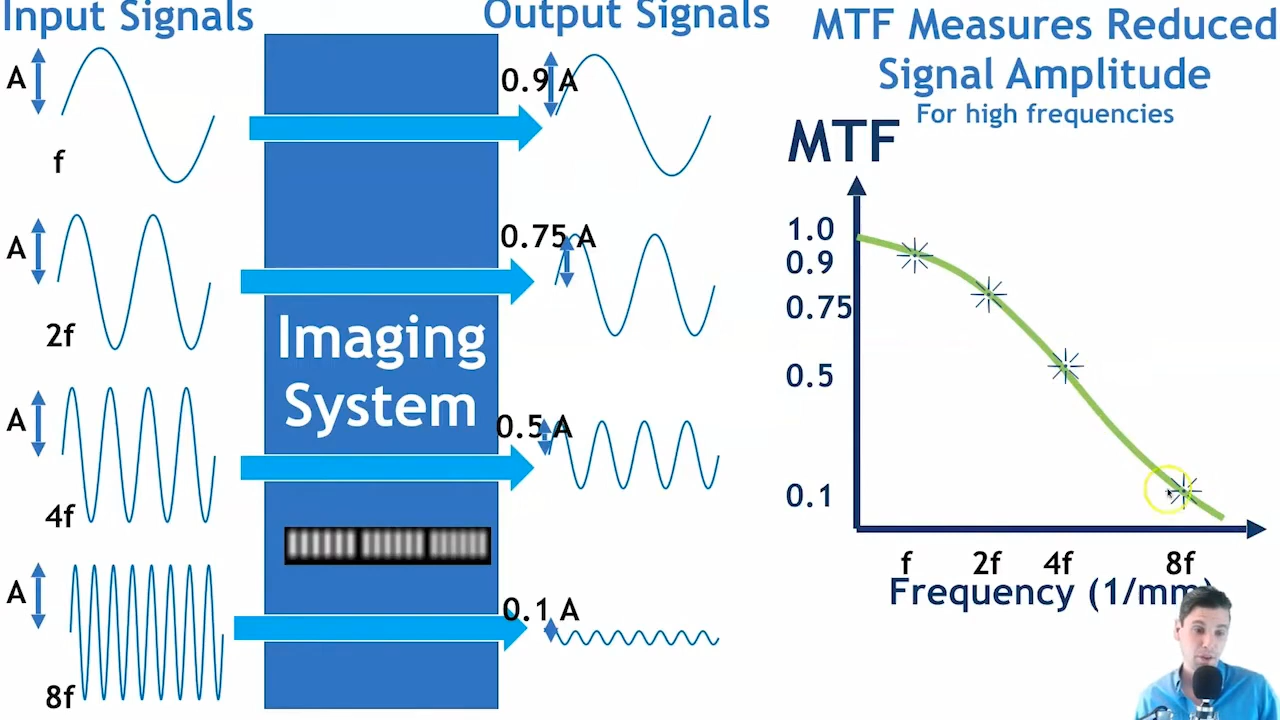 Input Signals
Output Signals
MTF Measures Reduced
Signal Amplitude
For high frequencies
A
f
A
2f
A
4f
A
8f
Imaging
System
0.9 A
0.75 A
0.5 A
0.1 A
MTF
1.0
0.9
0.75
0.5
0.1
f 2f 4f 8f
Frequency (1/mm)